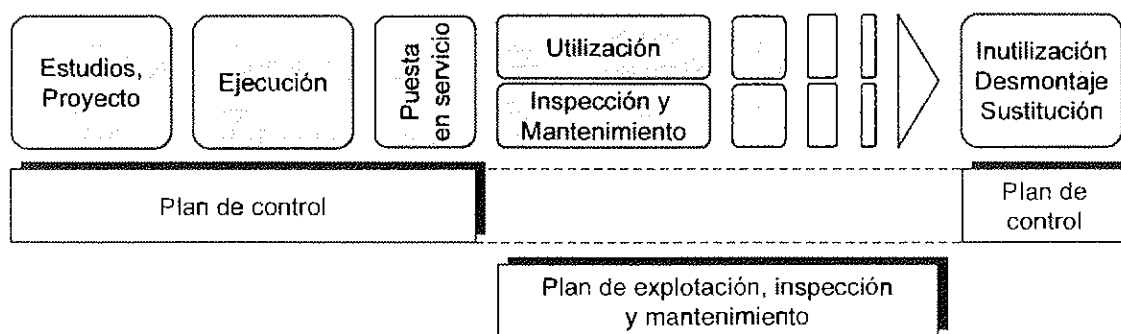 Estudios,
Proyecto
Ejecución
Puesta
en servicio
Utilización
Inspección y
Mantenimiento
Inutilización
Desmontaje
Sustitución
Plan de control
Plan de
control
Plan de explotación, inspección
y mantenimiento